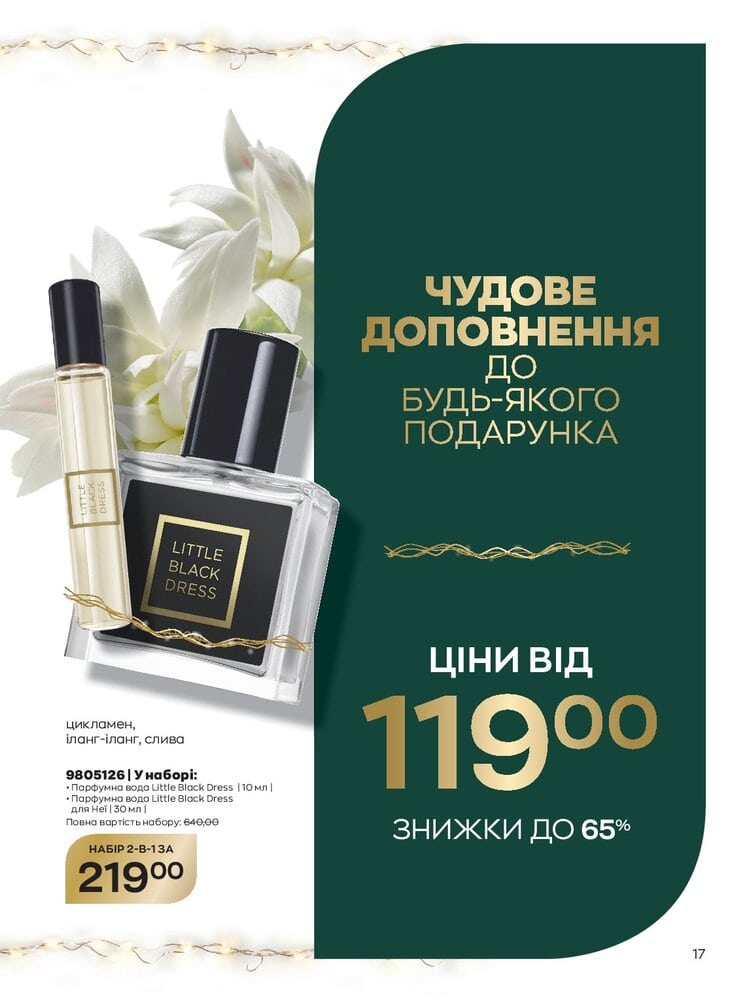 ЧУДОВЕ
ДОПОВНЕННЯ
ДО
БУДЬ-ЯКОГО
ПОДАРУНКА
LITTLE
BLACK
DRESS
LITTLE
BLACK
DRESS
ЦІНИ ВІД
119⁰⁰
ЗНИЖКИ ДО 65%
цикламен,
іланг-іланг, слива
9805126 | У наборі:
• Парфумна вода Little Black Dress | 10 мл |
• Парфумна вода Little Black Dress
для Неї | 30 мл |
Повна вартість набору: 640,00
НАБІР 2-В-1 ЗА
219⁰⁰
17